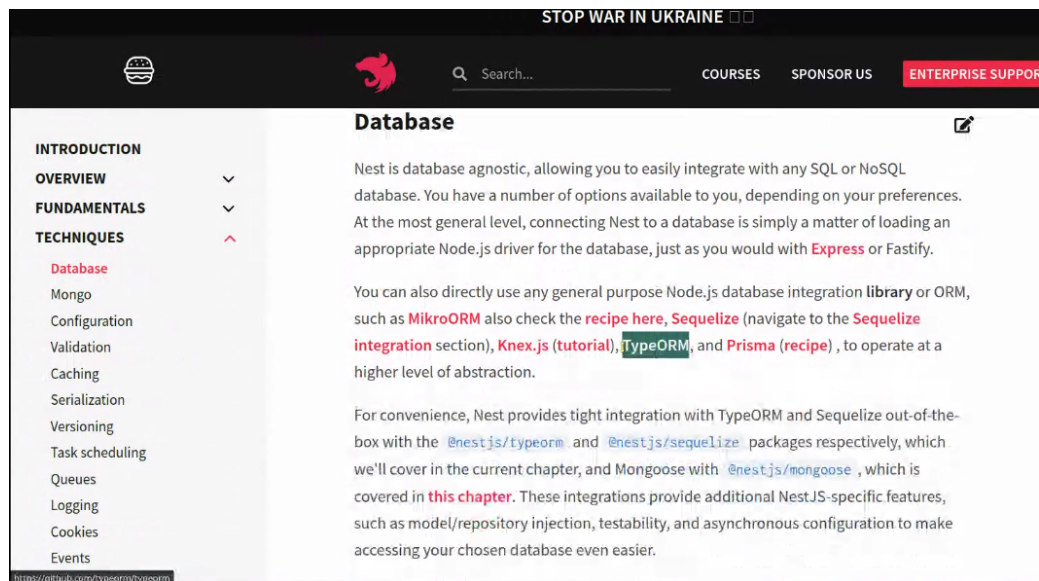 STOP WAR IN UKRAINE
Search...
COURSES
SPONSOR US
ENTERPRISE SUPPOR
INTRODUCTION
OVERVIEW
FUNDAMENTALS
TECHNIQUES
Database
Mongo
Configuration
Validation
Caching
Serialization
Versioning
Task scheduling
Queues
Logging
Cookies
Events
https://github.com/typeorm/typeorm
Database
Nest is database agnostic, allowing you to easily integrate with any SQL or NoSQL
database. You have a number of options available to you, depending on your preferences.
At the most general level, connecting Nest to a database is simply a matter of loading an
appropriate Node.js driver for the database, just as you would with Express or Fastify.
You can also directly use any general purpose Node.js database integration library or ORM,
such as MikroORM also check the recipe here, Sequelize (navigate to the Sequelize
integration section), Knex.js (tutorial), TypeORM, and Prisma (recipe) , to operate at a
higher level of abstraction.
For convenience, Nest provides tight integration with TypeORM and Sequelize out-of-the-
box with the @nestjs/typeorm and @nestjs/sequelize packages respectively, which
we'll cover in the current chapter, and Mongoose with @nestjs/mongoose , which is
covered in this chapter. These integrations provide additional NestJS-specific features,
such as model/repository injection, testability, and asynchronous configuration to make
accessing your chosen database even easier.